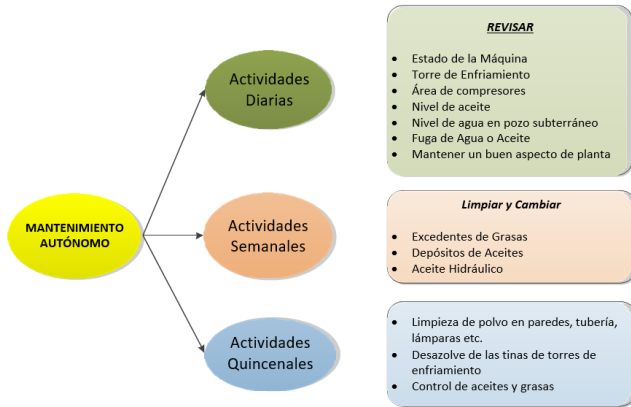 MANTENIMIENTO
AUTÓNOMO
Actividades
Diarias
REVISAR
• Estado de la Máquina
• Torre de Enfriamiento
• Área de compresores
• Nivel de aceite
• Nivel de agua en pozo subterráneo
• Fuga de Agua o Aceite
• Mantener un buen aspecto de planta
Actividades
Semanales
Limpiar y Cambiar
• Excedentes de Grasas
• Depósitos de Aceites
• Aceite Hidráulico
Actividades
Quincenales
• Limpieza de polvo en paredes, tubería,
lámparas etc.
• Desazolve de las tinas de torres de
enfriamiento
• Control de aceites y grasas